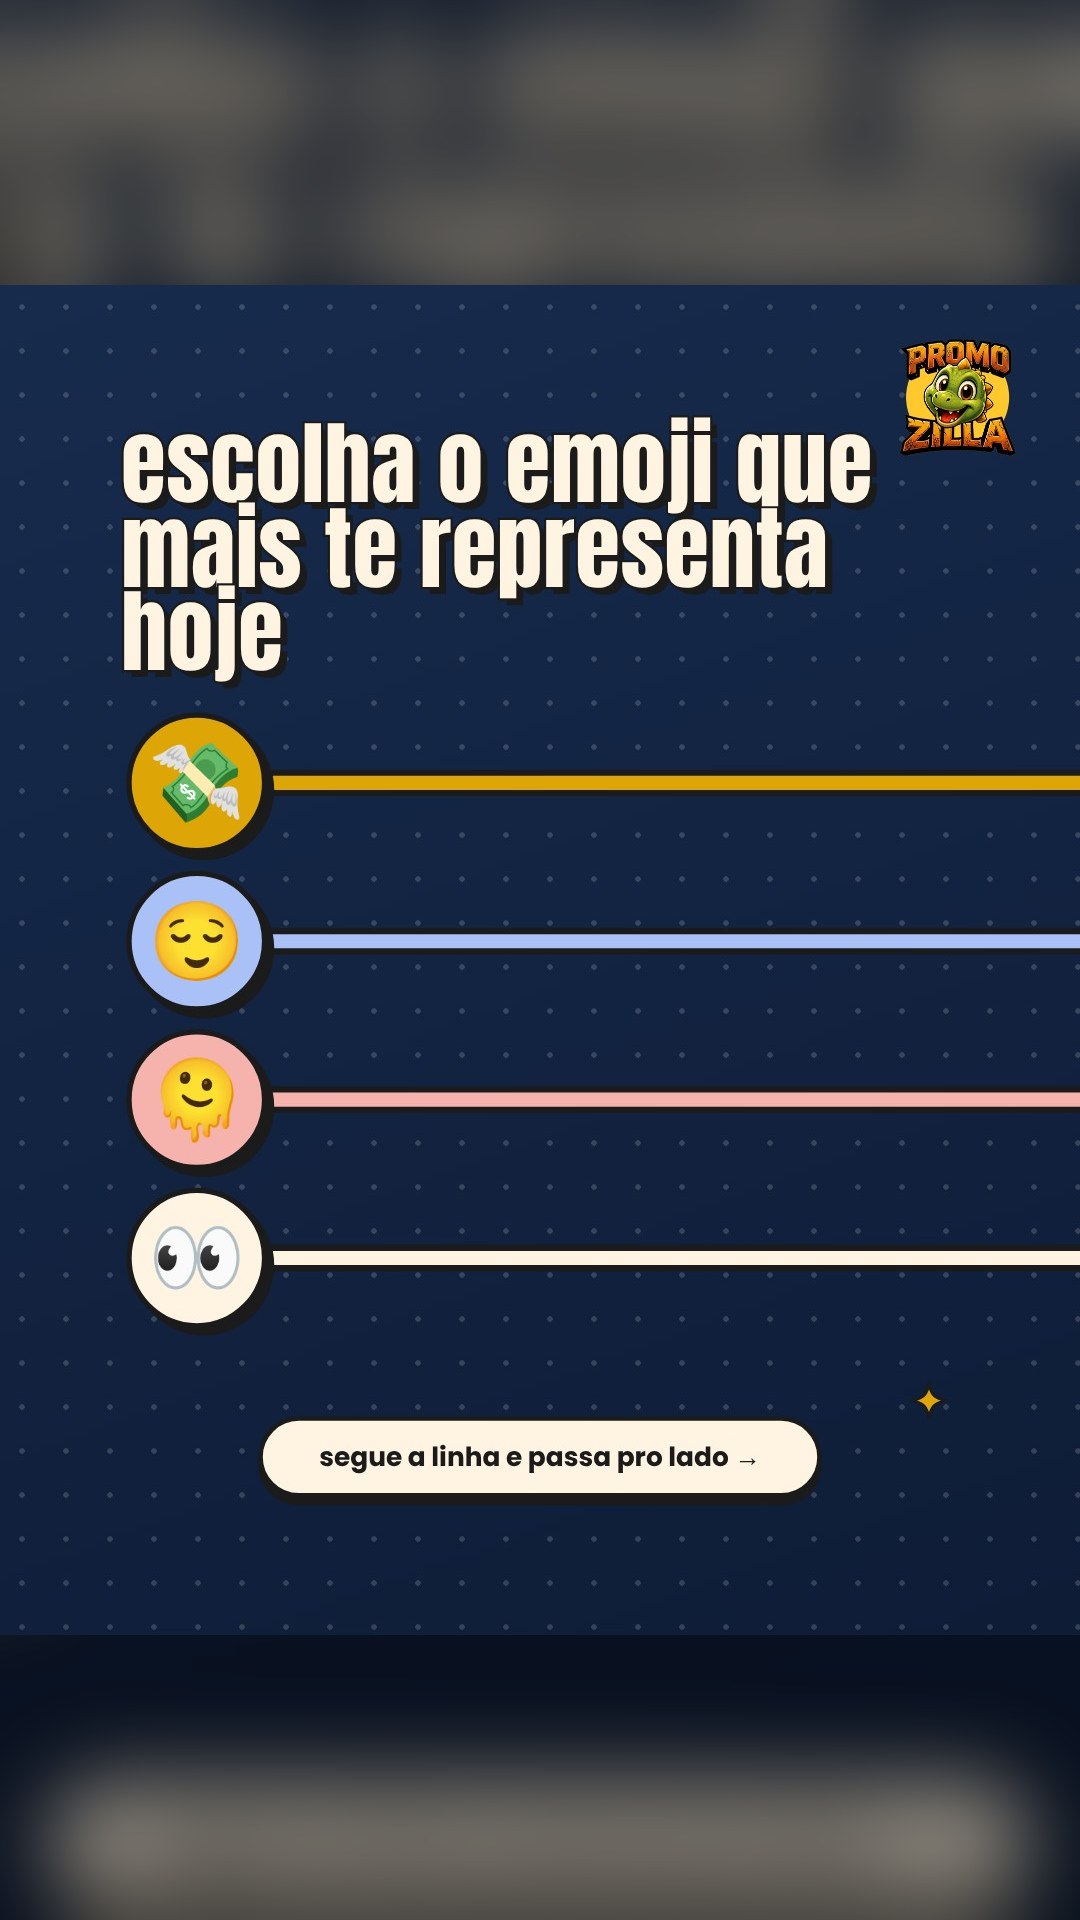 PROMO
ZILLA
escolha o emoji que
mais te representa
hoje
segue a linha e passa pro lado →